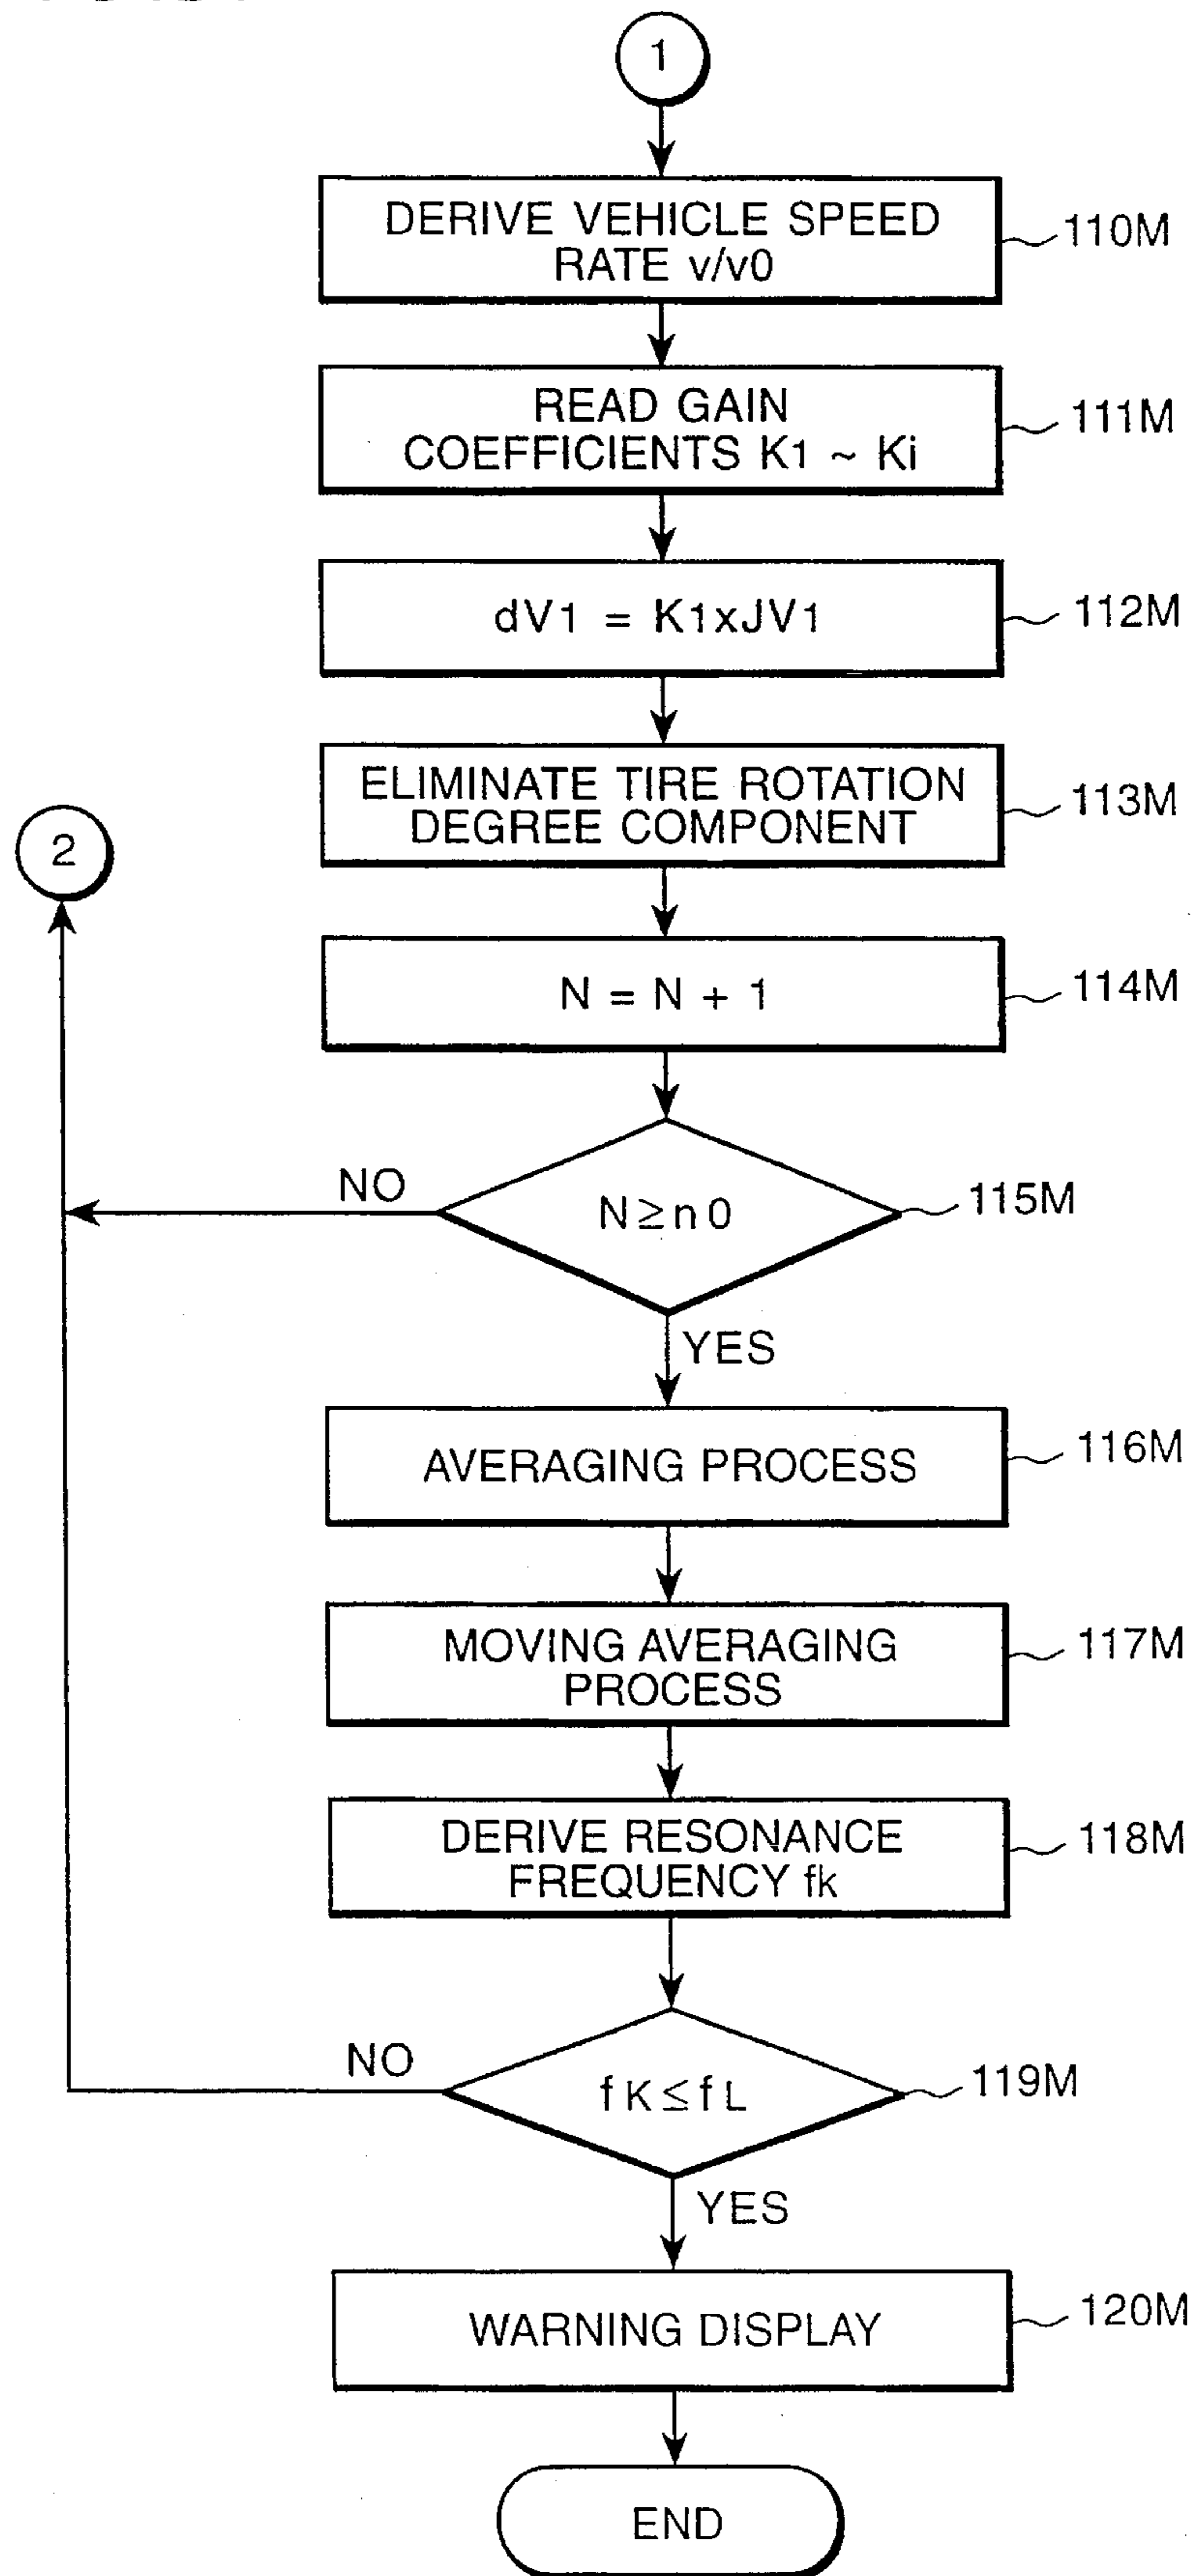 1
DERIVE VEHICLE SPEED
RATE v/v0
110M
READ GAIN
COEFFICIENTS K1 ~ Ki
111M
dV1 = K1xJV1
112M
ELIMINATE TIRE ROTATION
DEGREE COMPONENT
113M
2
N = N + 1
114M
NO
N≥n0
115M
YES
AVERAGING PROCESS
116M
MOVING AVERAGING
PROCESS
117M
DERIVE RESONANCE
FREQUENCY fk
118M
NO
fK≤fL
119M
YES
WARNING DISPLAY
120M
END